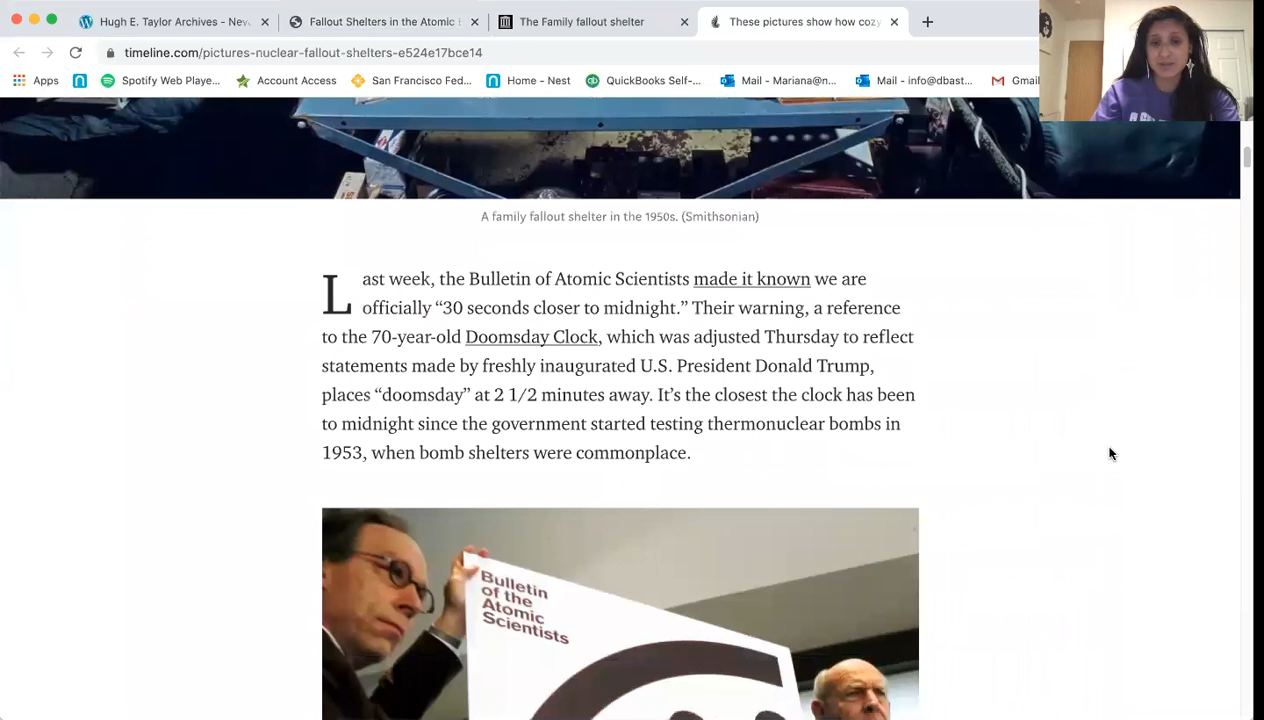 Hugh E. Taylor Archives - Nev
Fallout Shelters in the Atomic
The Family fallout shelter
These pictures show how cozy
timeline.com/pictures-nuclear-fallout-shelters-e524e17bce14
Apps
Spotify Web Playe...
Account Access
San Francisco Fed...
Home - Nest
QuickBooks Self-...
Mail - Mariana@n...
Mail - info@dbast...
Gmai
A family fallout shelter in the 1950s. (Smithsonian)
Last week, the Bulletin of Atomic Scientists made it known we are
officially “30 seconds closer to midnight.” Their warning, a reference
to the 70-year-old Doomsday Clock, which was adjusted Thursday to reflect
statements made by freshly inaugurated U.S. President Donald Trump,
places “doomsday” at 2 1/2 minutes away. It’s the closest the clock has been
to midnight since the government started testing thermonuclear bombs in
1953, when bomb shelters were commonplace.
Bulletin
of the
Atomic
Scientists